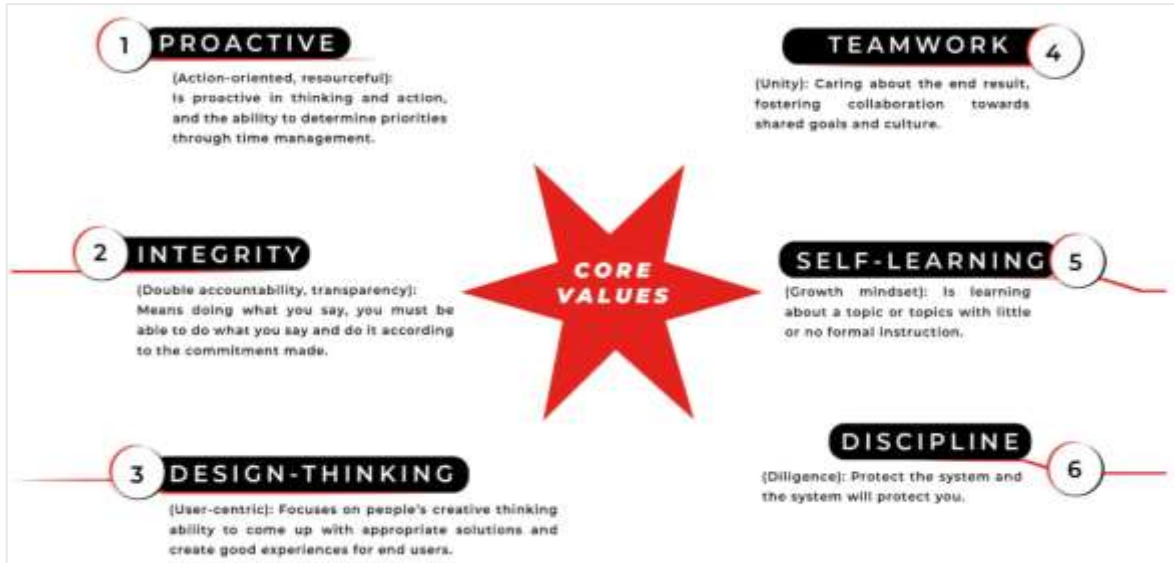 1
PROACTIVE
(Action-oriented, resourceful):
Is proactive in thinking and action,
and the ability to determine priorities
through time management.
2
INTEGRITY
(Double accountability, transparency):
Means doing what you say, you must be
able to do what you say and do it according
to the commitment made.
3
DESIGN-THINKING
(User-centric): Focuses on people's creative thinking
ability to come up with appropriate solutions and
create good experiences for end users.
CORE
VALUES
TEAMWORK
4
(Unity): Caring about the end result,
fostering collaboration towards
shared goals and culture.
SELF-LEARNING
5
(Growth mindset): Is learning
about a topic or topics with little
or no formal instruction.
DISCIPLINE
6
(Diligence): Protect the system and
the system will protect you.